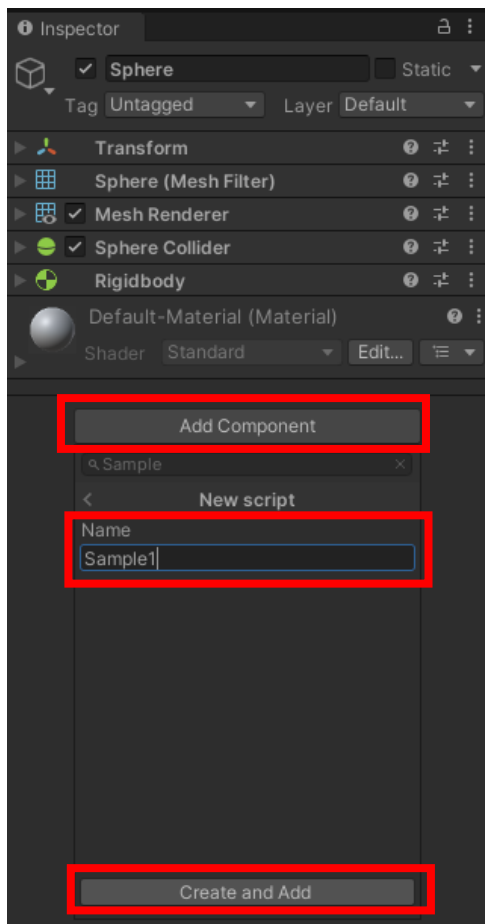 Inspector
Sphere
Static
Tag Untagged Layer Default
Transform
Sphere (Mesh Filter)
Mesh Renderer
Sphere Collider
Rigidbody
Default-Material (Material)
Shader Standard Edit...
Add Component
Sample
New script
Name
Sample1
Create and Add